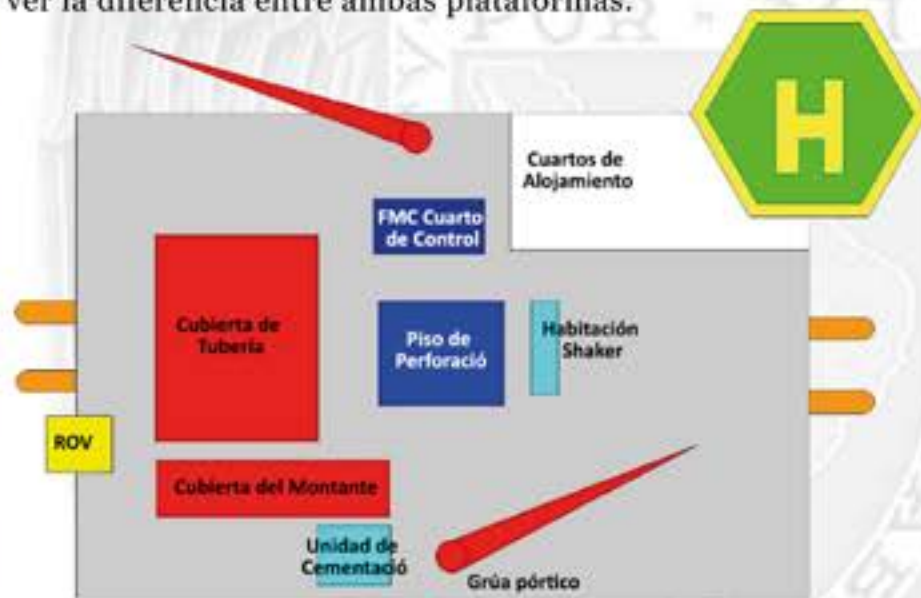 ver la diferencia entre ambas plataformas.
H
Cuartos de
Alojamiento
FMC Cuarto
de Control
Cubierta de
Tubería
Piso de
Perforació
Habitación
Shaker
ROV
Cubierta del Montante
Unidad de
Cementació
Grúa pórtico